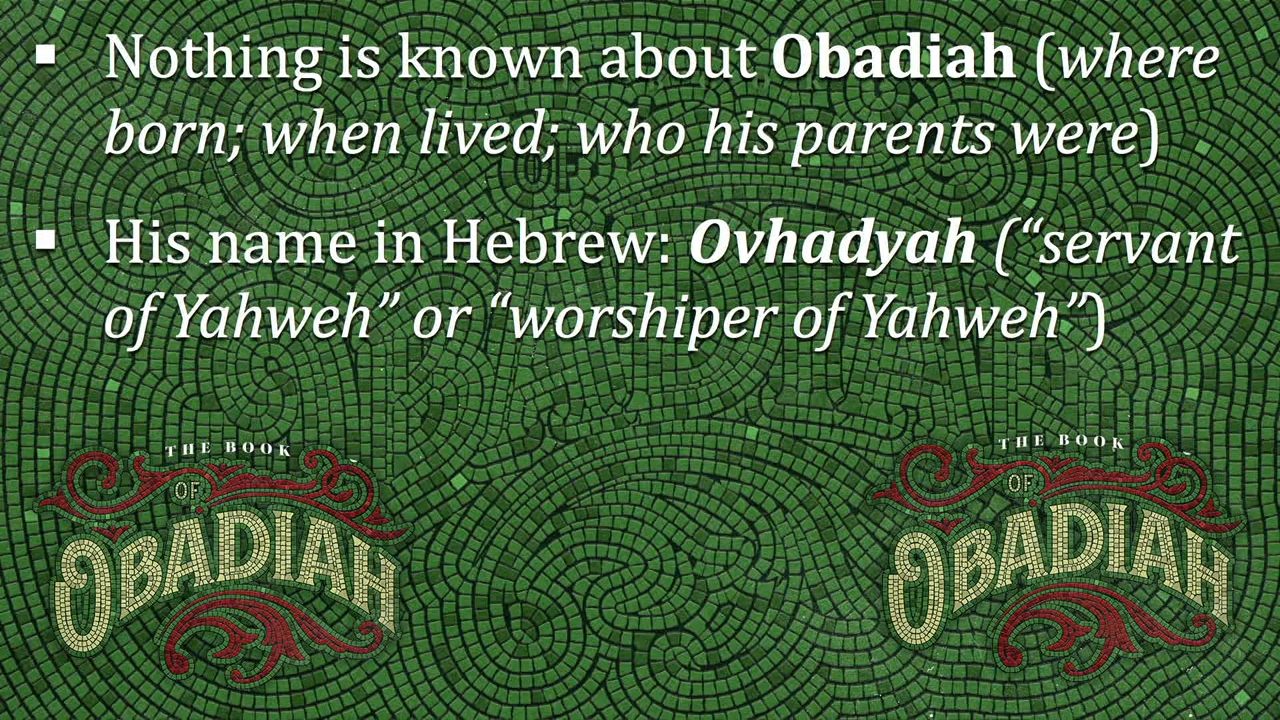 ▪ Nothing is known about Obadiah (where
born; when lived; who his parents were)
▪ His name in Hebrew: Ovhadyah (“servant
of Yahweh” or “worshiper of Yahweh”)
THE BOOK
OF
OBADIAH
THE BOOK
OF
OBADIAH